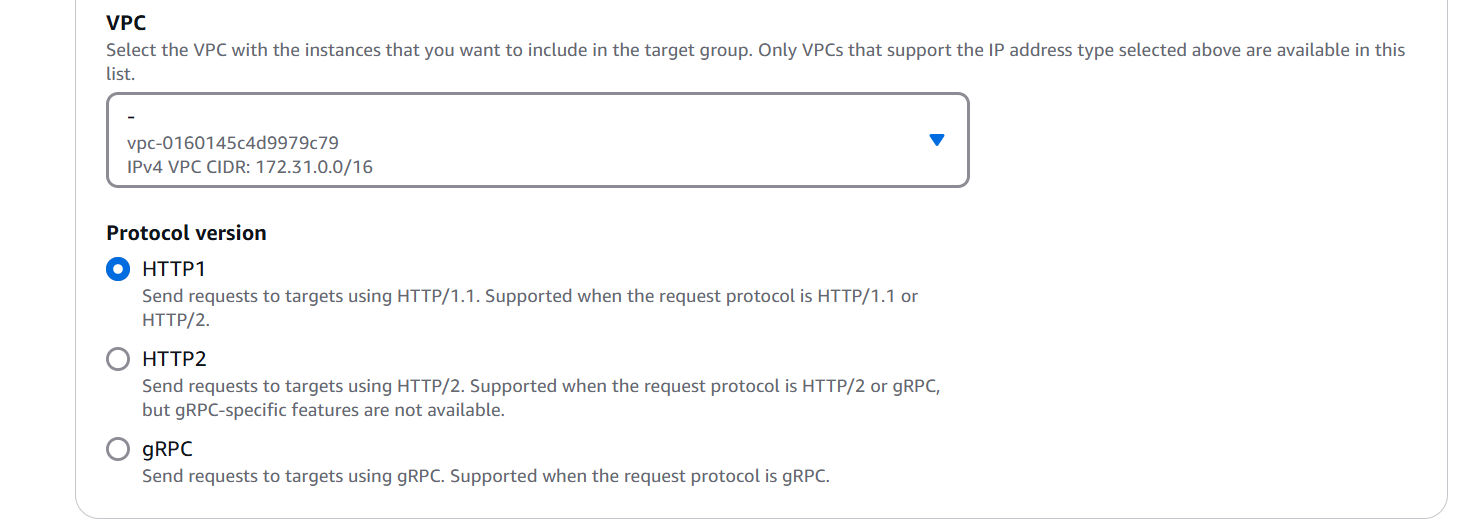 VPC
Select the VPC with the instances that you want to include in the target group. Only VPCs that support the IP address type selected above are available in this
list.
-
vpc-0160145c4d9979c79
IPv4 VPC CIDR: 172.31.0.0/16
Protocol version
HTTP1
Send requests to targets using HTTP/1.1. Supported when the request protocol is HTTP/1.1 or
HTTP/2.
HTTP2
Send requests to targets using HTTP/2. Supported when the request protocol is HTTP/2 or gRPC,
but gRPC-specific features are not available.
gRPC
Send requests to targets using gRPC. Supported when the request protocol is gRPC.